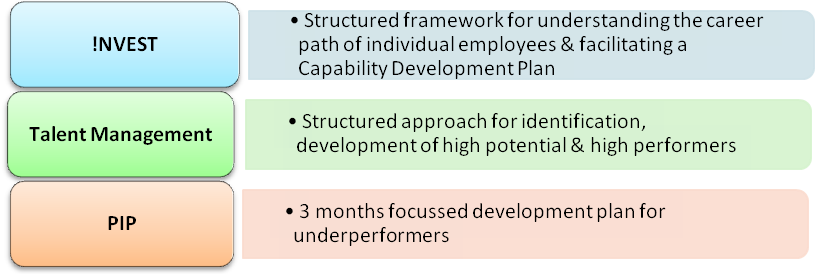 !NVEST
• Structured framework for understanding the career
path of individual employees & facilitating a
Capability Development Plan
Talent Management
• Structured approach for identification,
development of high potential & high performers
PIP
• 3 months focussed development plan for
underperformers